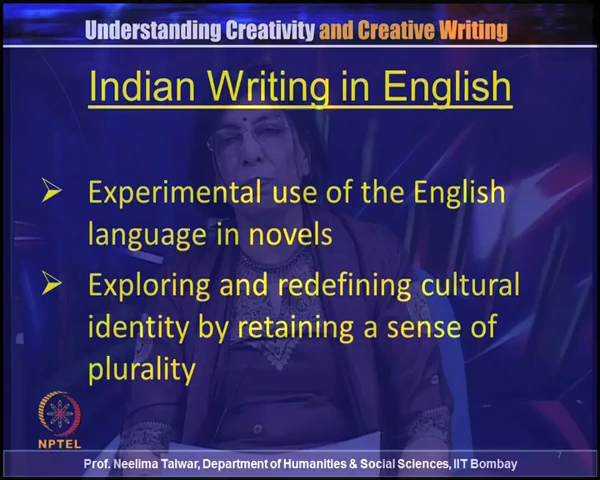 Understanding Creativity and Creative Writing
Indian Writing in English
Experimental use of the English
language in novels
Exploring and redefining cultural
identity by retaining a sense of
plurality
NPTEL
7
Prof. Neelima Talwar, Department of Humanities & Social Sciences, IIT Bombay